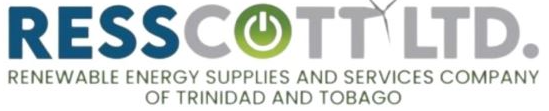 RESSCOTT LTD.
RENEWABLE ENERGY SUPPLIES AND SERVICES COMPANY
OF TRINIDAD AND TOBAGO